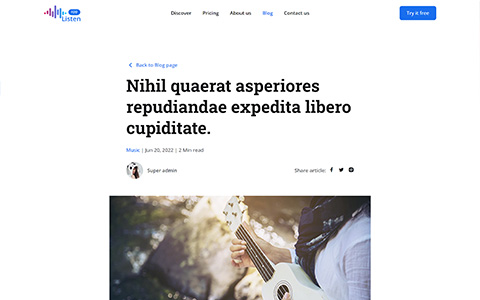 Listen
Discover Pricing About us Blog Contact us
Try it free
Back to Blog page
Nihil quaerat asperiores
repudiandae expedita libero
cupiditate.
Music | Jun 20, 2022 | 2 Min read
Super admin
Share article: